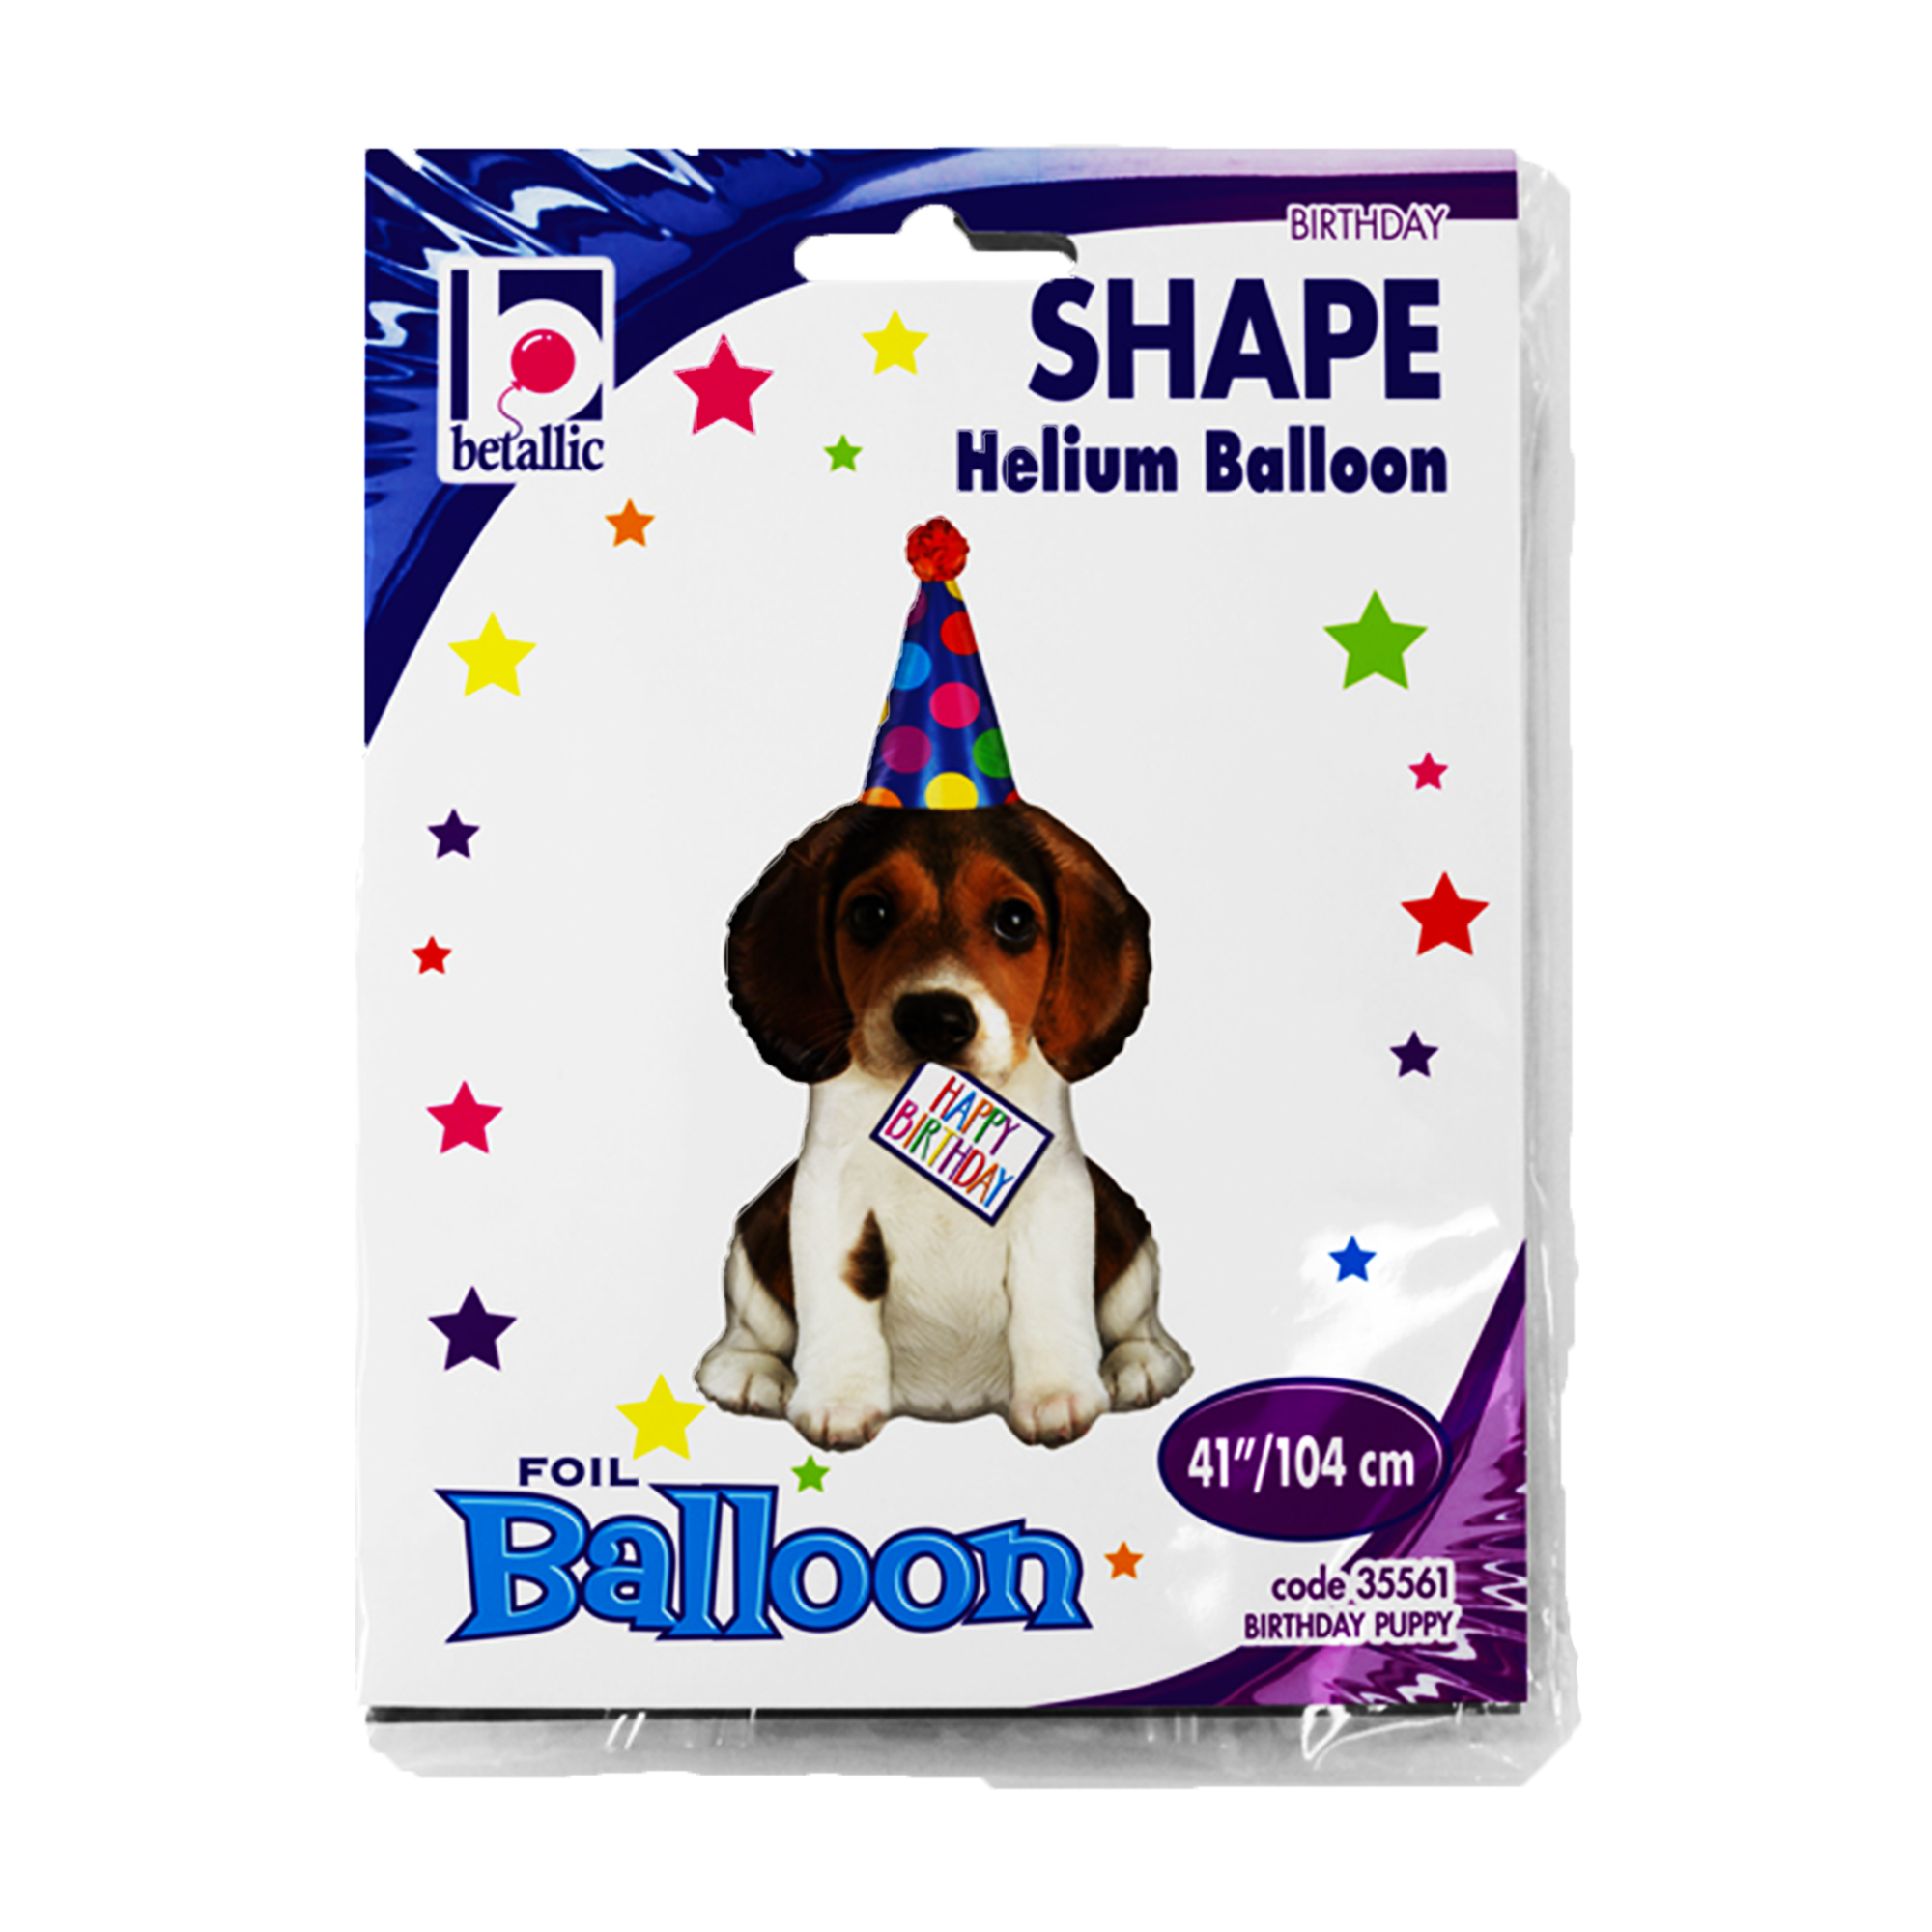 BIRTHDAY
SHAPE
Helium Balloon
betallic
HAPPY
BIRTHDAY
41"/104 cm
FOIL
Balloon
code 35561
BIRTHDAY PUPPY